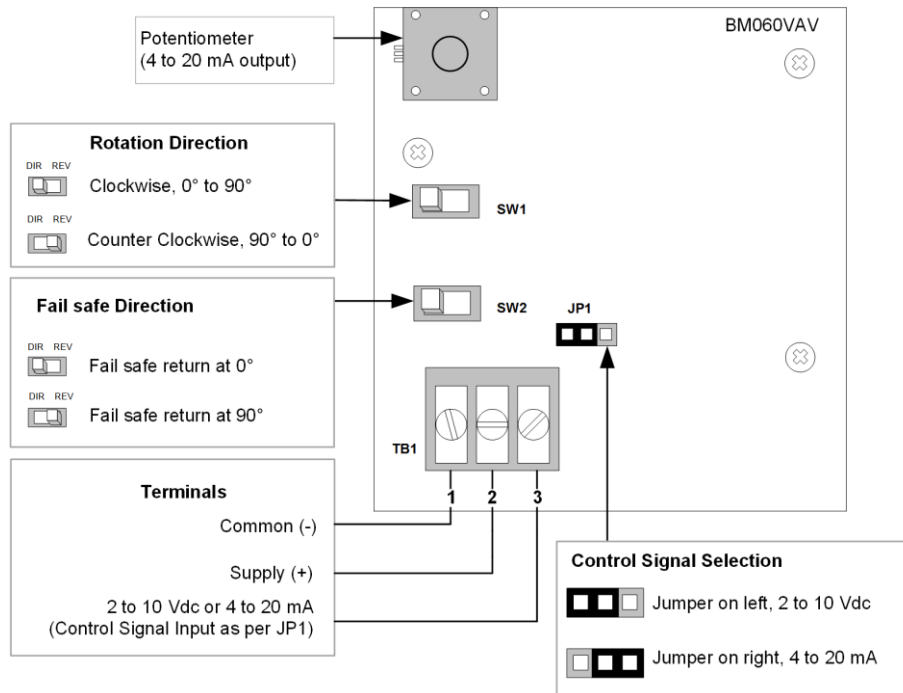 Potentiometer
(4 to 20 mA output)
BM060VAV
Rotation Direction
DIR REV
Clockwise, 0° to 90°
DIR REV
Counter Clockwise, 90° to 0°
SW1
Fail safe Direction
DIR REV
Fail safe return at 0°
DIR REV
Fail safe return at 90°
SW2
JP1
TB1
1 2 3
Terminals
Common (-)
Supply (+)
2 to 10 Vdc or 4 to 20 mA
(Control Signal Input as per JP1)
Control Signal Selection
Jumper on left, 2 to 10 Vdc
Jumper on right, 4 to 20 mA